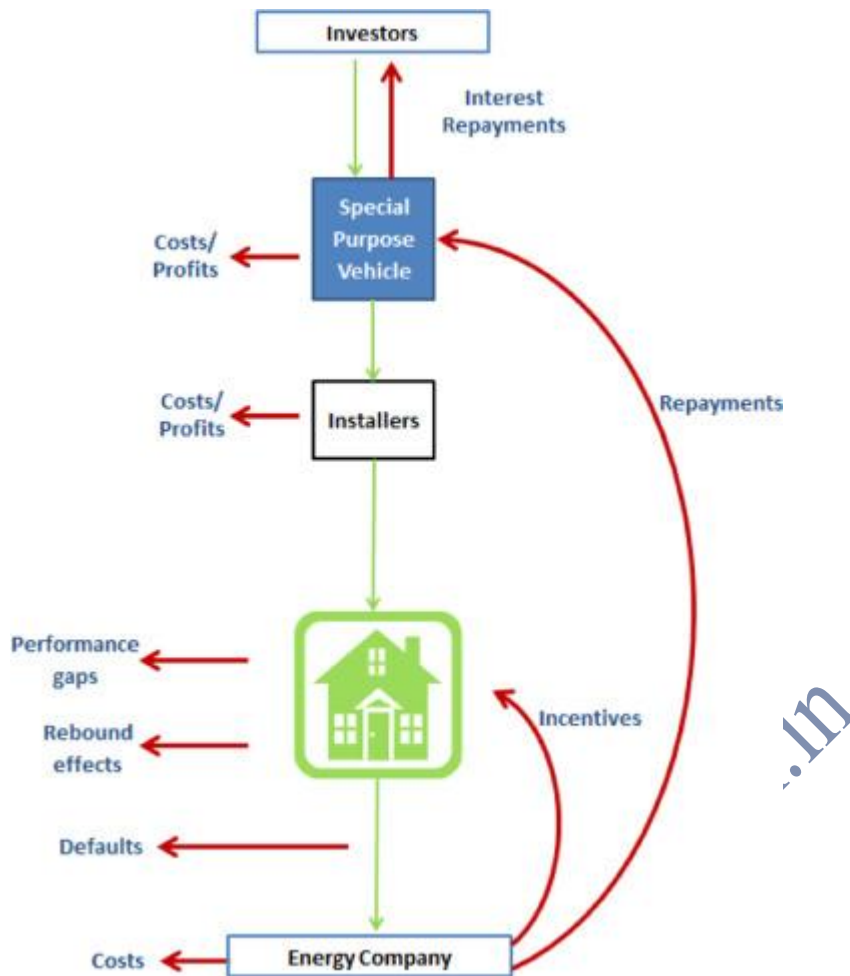 Investors
Interest
Repayments
Special
Purpose
Vehicle
Costs/
Profits
Costs/
Profits
Installers
Repayments
Performance
gaps
Incentives
Rebound
effects
Defaults
Costs
Energy Company
.in